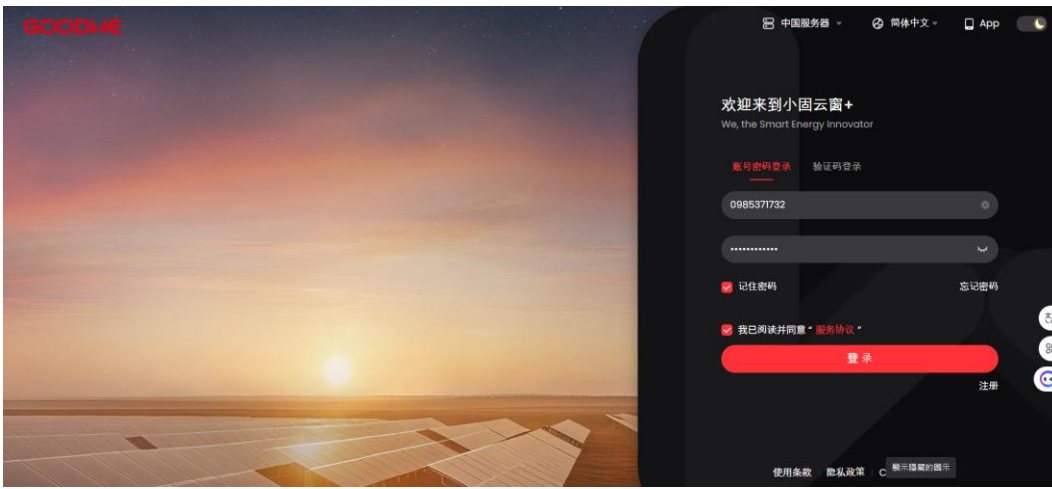 GOODWE
中国服务器 简体中文 App
欢迎来到小固云窗+
We, the Smart Energy Innovator
账号密码登录 验证码登录
0985371732
••••••••••••
记住密码 忘记密码
我已阅读并同意 “ 服务协议 ”
登 录
注册
使用条款 隐私政策 C
顯示隱藏的圖示